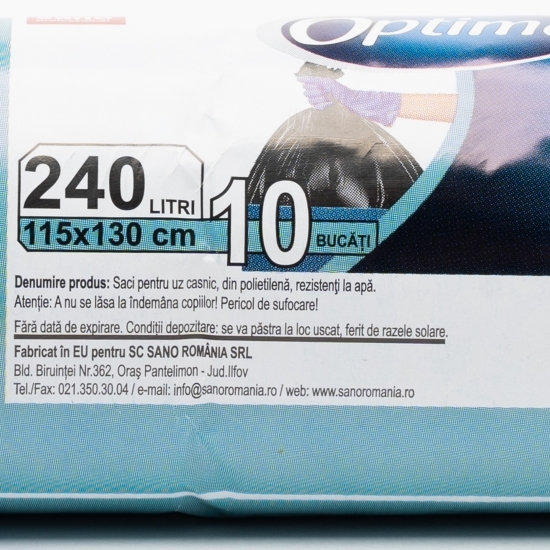 Optim
240 LITRI
115x130 cm
10 BUCĂȚI
Denumire produs: Saci pentru uz casnic, din polietilenă, rezistenți la apă.
Atenție: A nu se lăsa la îndemâna copiilor! Pericol de sufocare!
Fără dată de expirare. Condiții depozitare: se va păstra la loc uscat, ferit de razele solare.
Fabricat în EU pentru SC SANO ROMÂNIA SRL
Bld. Biruinței Nr.362, Oraș Pantelimon - Jud.Ilfov
Tel./Fax: 021.350.30.04 / e-mail: info@sanoromania.ro / web: www.sanoromania.ro